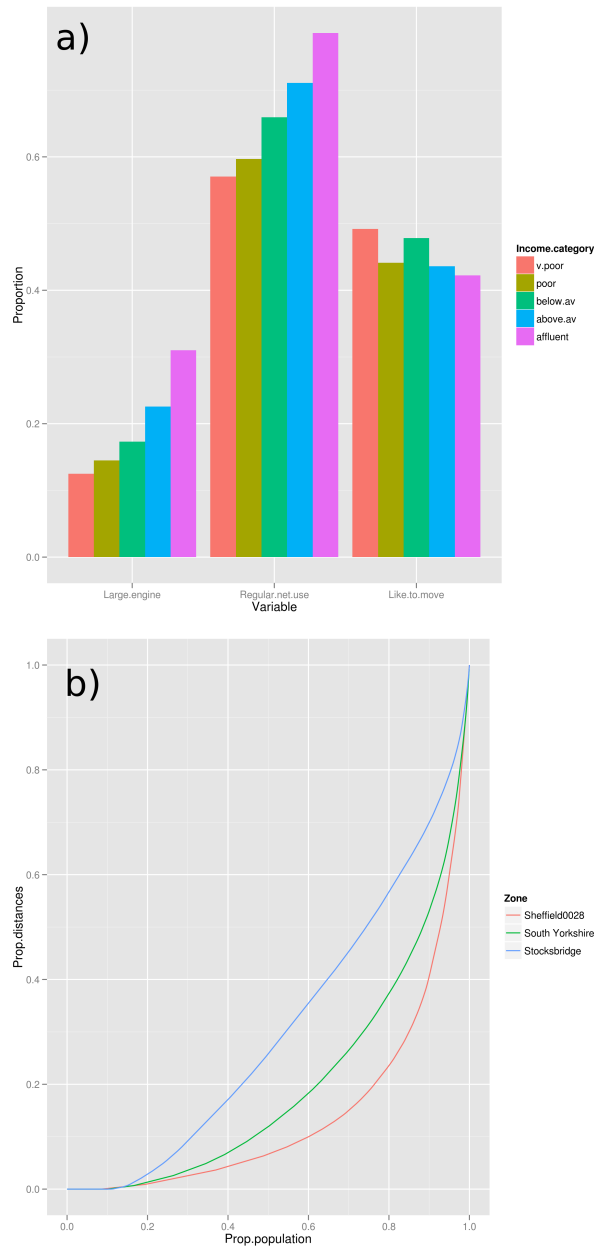 a)
0.6
0.4
0.2
0.0
Proportion
Large.engine Regular.net.use Like.to.move
Variable
Income.category
v.poor
poor
below.av
above.av
affluent
b)
1.0
0.8
0.6
0.4
0.2
0.0
Prop.distances
0.0 0.2 0.4 0.6 0.8 1.0
Prop.population
Zone
Sheffield0028
South Yorkshire
Stocksbridge